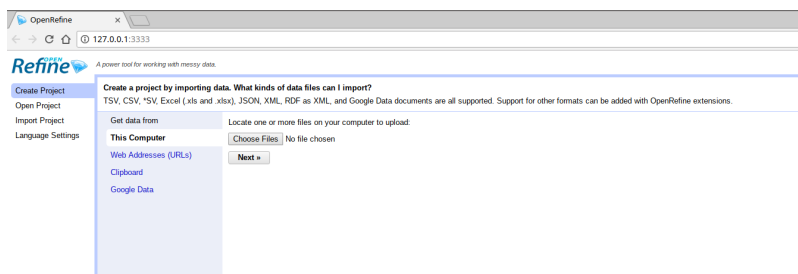 OpenRefine
127.0.0.1:3333
OPEN
Refine
A power tool for working with messy data.
Create Project
Open Project
Import Project
Language Settings
Create a project by importing data. What kinds of data files can I import?
TSV, CSV, *SV, Excel (.xls and .xlsx), JSON, XML, RDF as XML, and Google Data documents are all supported. Support for other formats can be added with OpenRefine extensions.
Get data from
This Computer
Web Addresses (URLs)
Clipboard
Google Data
Locate one or more files on your computer to upload:
Choose Files No file chosen
Next »